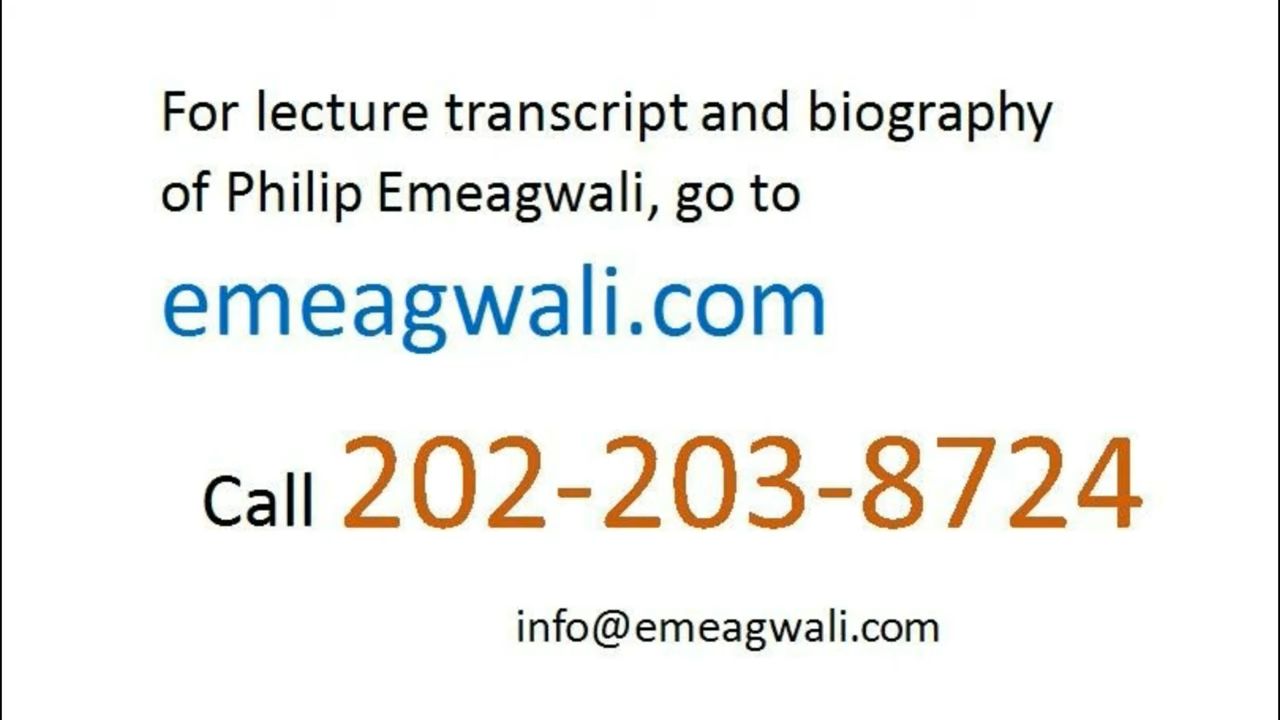 For lecture transcript and biography
of Philip Emeagwali, go to
emeagwali.com
Call 202-203-8724
info@emeagwali.com